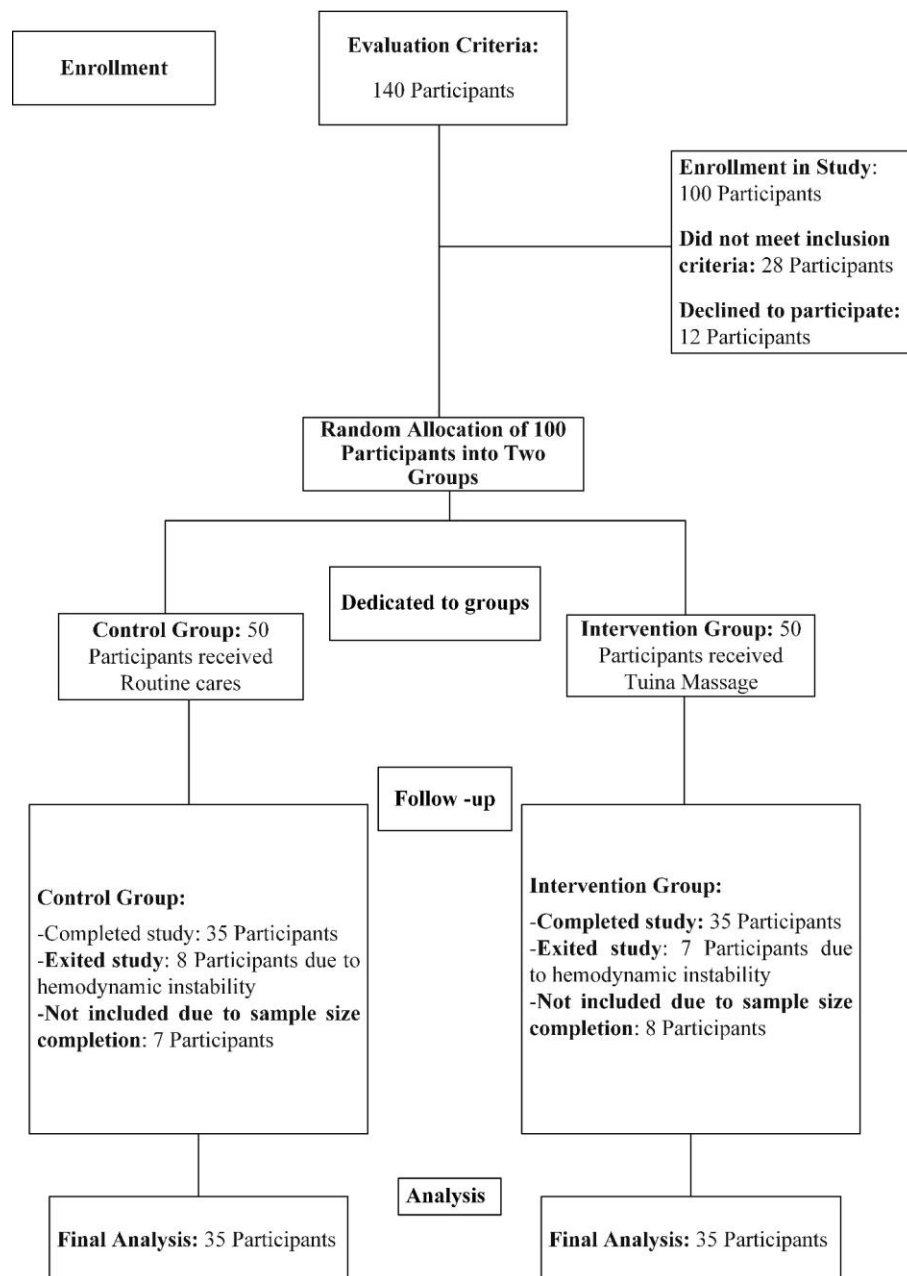 Enrollment
Evaluation Criteria:
140 Participants
Enrollment in Study:
100 Participants
Did not meet inclusion
criteria: 28 Participants
Declined to participate:
12 Participants
Random Allocation of 100
Participants into Two
Groups
Dedicated to groups
Control Group: 50
Participants received
Routine cares
Intervention Group: 50
Participants received
Tuina Massage
Follow -up
Control Group:
-Completed study: 35 Participants
-Exited study: 8 Participants due to
hemodynamic instability
-Not included due to sample size
completion: 7 Participants
Intervention Group:
-Completed study: 35 Participants
-Exited study: 7 Participants due
to hemodynamic instability
-Not included due to sample size
completion: 8 Participants
Analysis
Final Analysis: 35 Participants
Final Analysis: 35 Participants